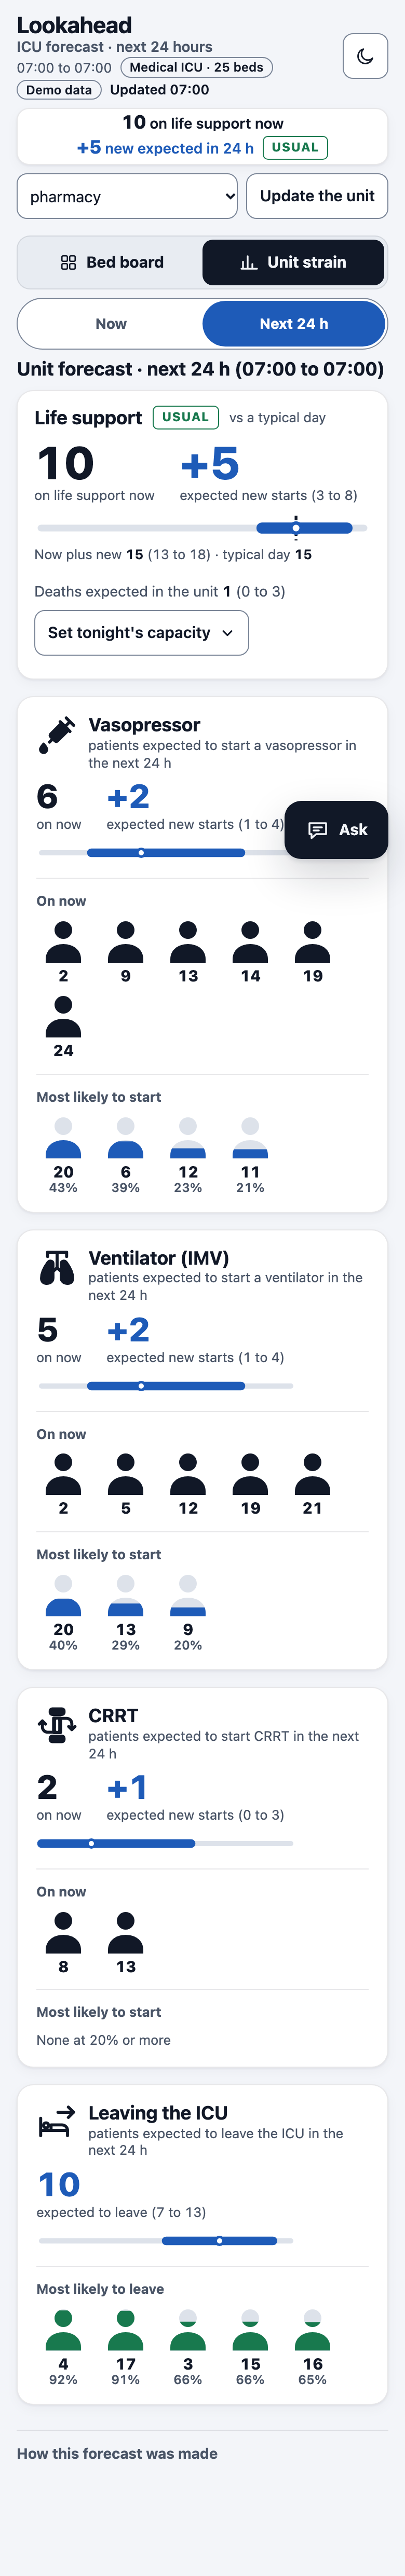 Lookahead
ICU forecast · next 24 hours
07:00 to 07:00 Medical ICU · 25 beds
Demo data Updated 07:00
10 on life support now
+5 new expected in 24 h USUAL
pharmacy Update the unit
Bed board Unit strain
Now Next 24 h
Unit forecast · next 24 h (07:00 to 07:00)
Life support USUAL vs a typical day
10 +5
on life support now expected new starts (3 to 8)
Now plus new 15 (13 to 18) · typical day 15
Deaths expected in the unit 1 (0 to 3)
Set tonight's capacity
Vasopressor
patients expected to start a vasopressor in
the next 24 h
6 +2
on now expected new starts (1 to 4)
Ask
On now
2 9 13 14 19
24
Most likely to start
20 6 12 11
43% 39% 23% 21%
Ventilator (IMV)
patients expected to start a ventilator in the
next 24 h
5 +2
on now expected new starts (1 to 4)
On now
2 5 12 19 21
Most likely to start
20 13 9
40% 29% 20%
CRRT
patients expected to start CRRT in the next
24 h
2 +1
on now expected new starts (0 to 3)
On now
8 13
Most likely to start
None at 20% or more
Leaving the ICU
patients expected to leave the ICU in the
next 24 h
10
expected to leave (7 to 13)
Most likely to leave
4 17 3 15 16
92% 91% 66% 66% 65%
How this forecast was made